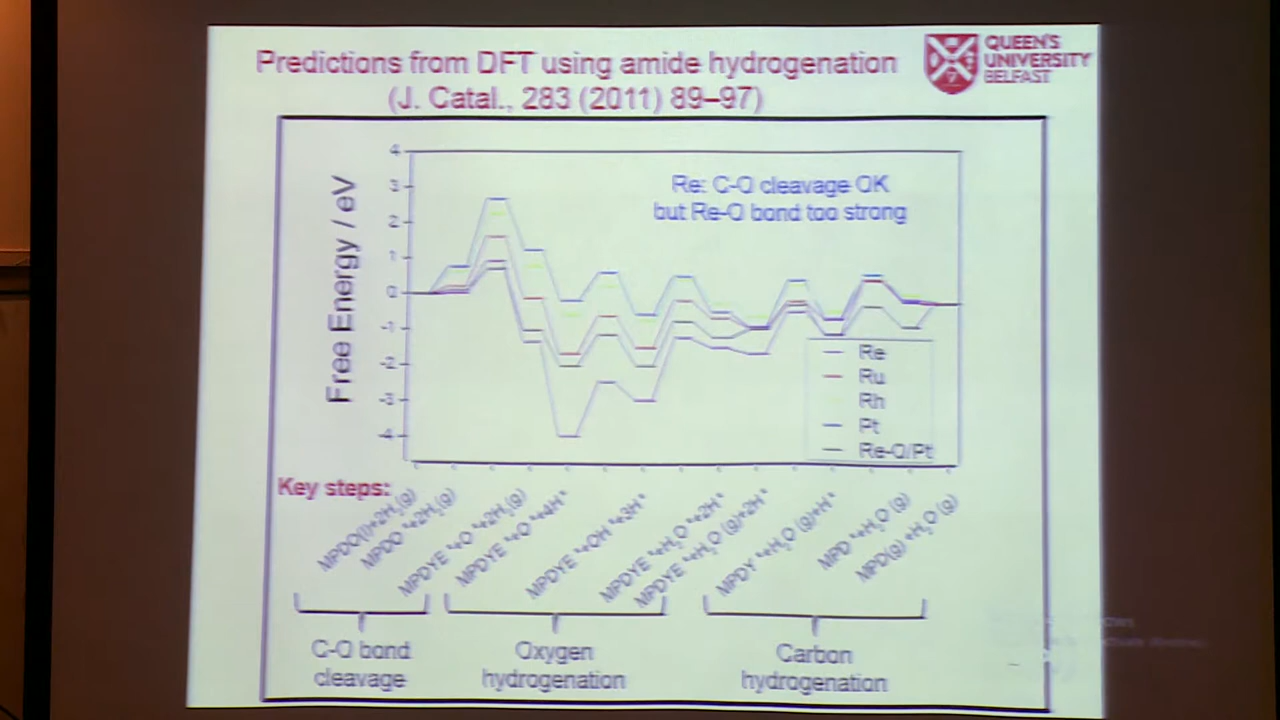 Predictions from DFT using amide hydrogenation
(J. Catal., 283 (2011) 89–97)
QUEEN'S
UNIVERSITY
BELFAST
Free Energy / eV
4
3
2
1
0
-1
-2
-3
-4
Re: C-O cleavage OK
but Re-O bond too strong
Re
Ru
Rh
Pt
Re-O/Pt
Key steps:
MPDO(l)+2H2(g)
MPDO*+2H2(g)
MPDYE*+O*+2H2(g)
MPDYE*+O*+4H*
MPDYE*+OH*+3H*
MPDYE*+H2O*+2H*
MPDYE*+H2O(g)+2H*
MPDY*+H2O(g)+H*
MPD*+H2O(g)
MPD(g)+H2O(g)
C-O bond
cleavage
Oxygen
hydrogenation
Carbon
hydrogenation